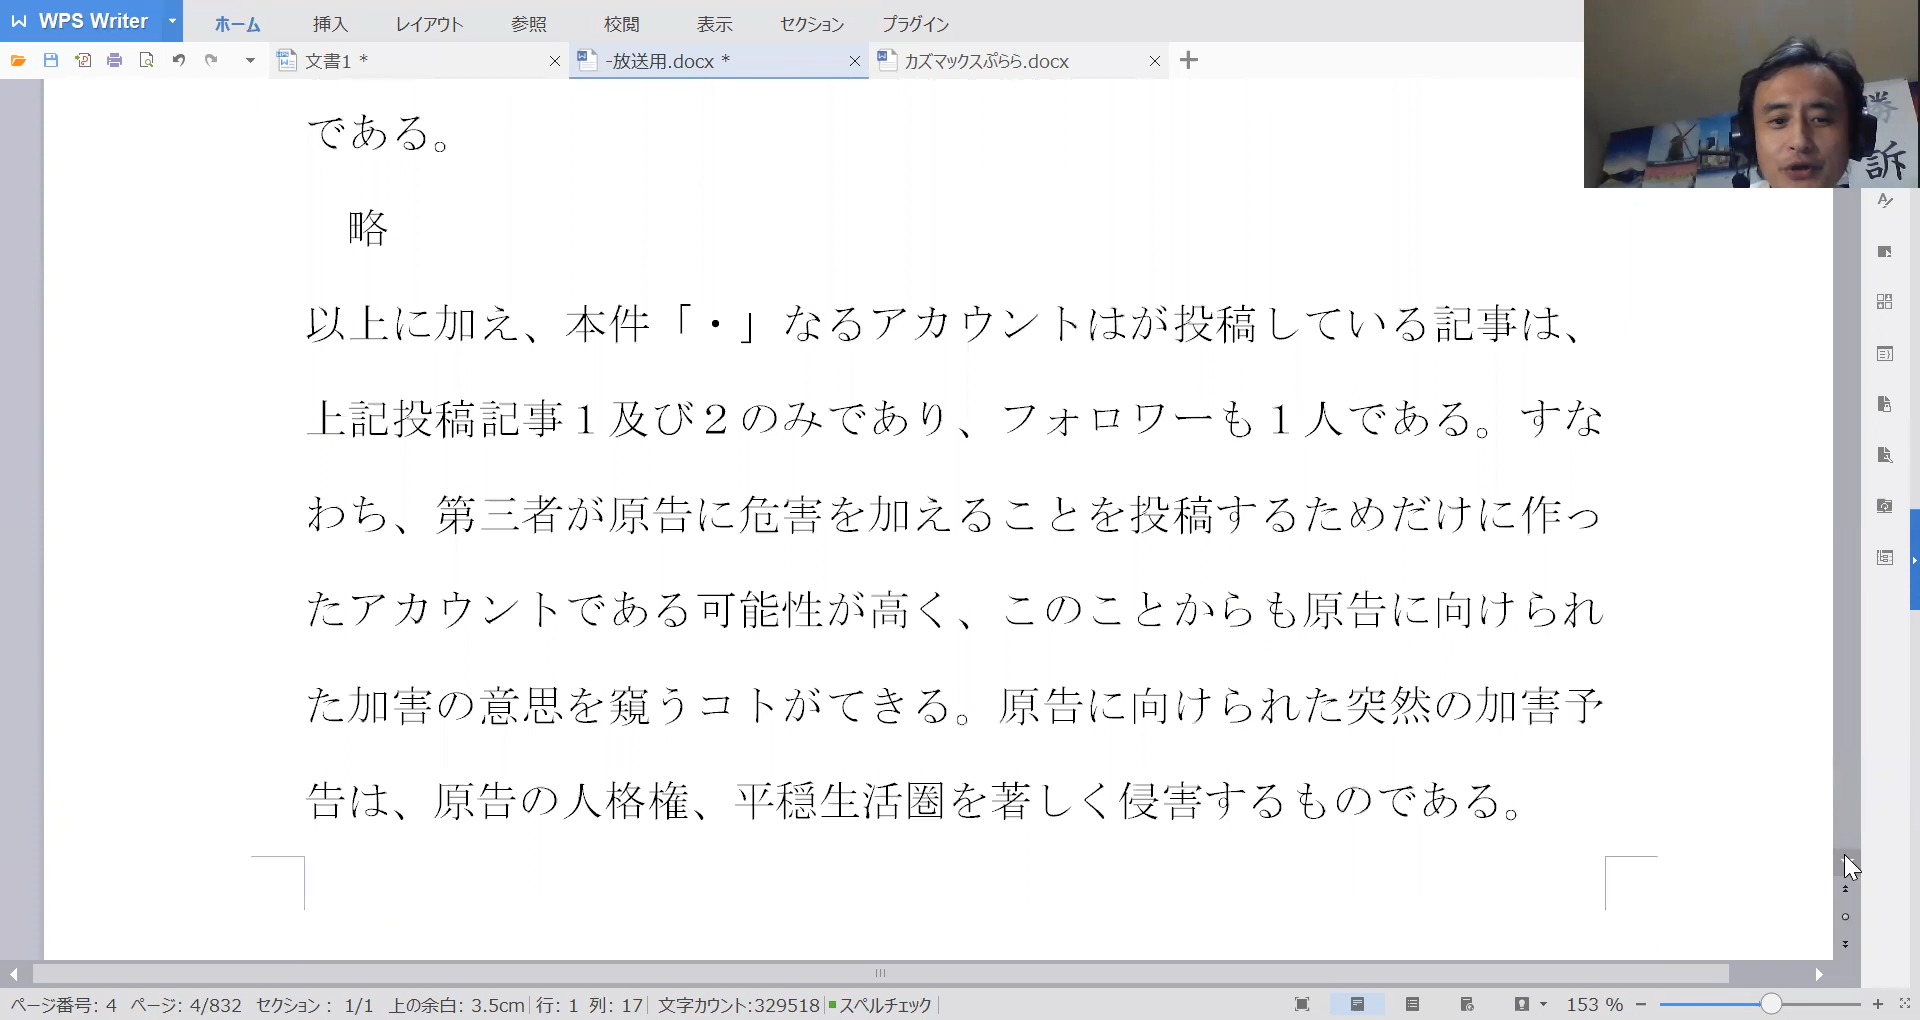 WPS Writer
ホーム 挿入 レイアウト 参照 校閲 表示 セクション プラグイン
文書1 * -放送用.docx * カズマックスぷらら.docx
である。
略
以上に加え、本件「・」なるアカウントはが投稿している記事は、
上記投稿記事１及び２のみであり、フォロワーも１人である。すな
わち、第三者が原告に危害を加えることを投稿するためだけに作っ
たアカウントである可能性が高く、このことからも原告に向けられ
た加害の意思を窺うコトがてきる。原告に向けられた突然の加害予
告は、原告の人格権、平穏生活圏を著しく侵害するものである。
勝
訴
ページ番号: 4 ページ: 4/832 セクション: 1/1 上の余白: 3.5cm 行: 1 列: 17 文字カウント:329518 スペルチェック 153 %